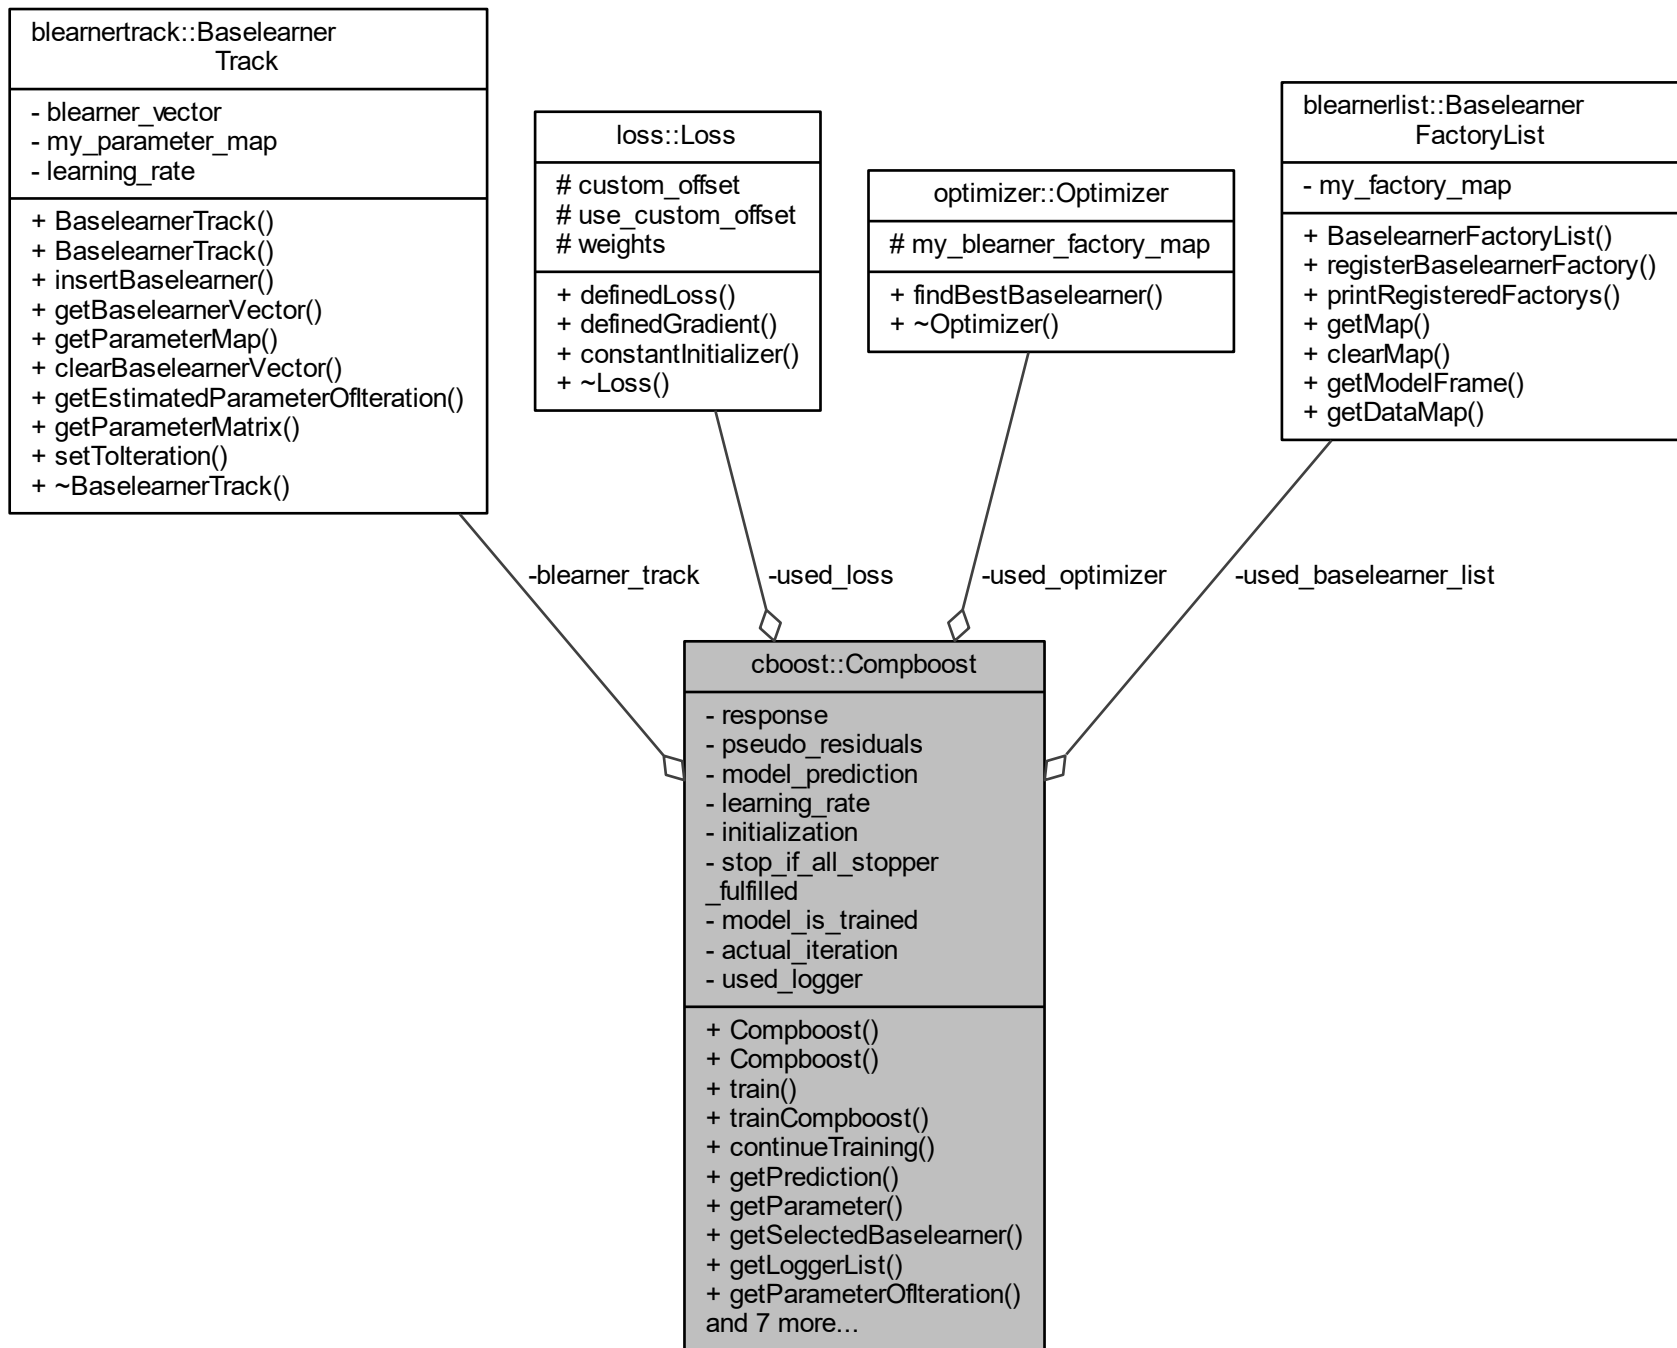 blearnertrack::Baselearner
Track
- blearner_vector
- my_parameter_map
- learning_rate
+ BaselearnerTrack()
+ BaselearnerTrack()
+ insertBaselearner()
+ getBaselearnerVector()
+ getParameterMap()
+ clearBaselearnerVector()
+ getEstimatedParameterOfIteration()
+ getParameterMatrix()
+ setToIteration()
+ ~BaselearnerTrack()
loss::Loss
# custom_offset
# use_custom_offset
# weights
+ definedLoss()
+ definedGradient()
+ constantInitializer()
+ ~Loss()
optimizer::Optimizer
# my_blearner_factory_map
+ findBestBaselearner()
+ ~Optimizer()
blearnerlist::Baselearner
FactoryList
- my_factory_map
+ BaselearnerFactoryList()
+ registerBaselearnerFactory()
+ printRegisteredFactorys()
+ getMap()
+ clearMap()
+ getModelFrame()
+ getDataMap()
-blearner_track
-used_loss
-used_optimizer
-used_baselearner_list
cboost::Compboost
- response
- pseudo_residuals
- model_prediction
- learning_rate
- initialization
- stop_if_all_stopper
_fulfilled
- model_is_trained
- actual_iteration
- used_logger
+ Compboost()
+ Compboost()
+ train()
+ trainCompboost()
+ continueTraining()
+ getPrediction()
+ getParameter()
+ getSelectedBaselearner()
+ getLoggerList()
+ getParameterOfIteration()
and 7 more...